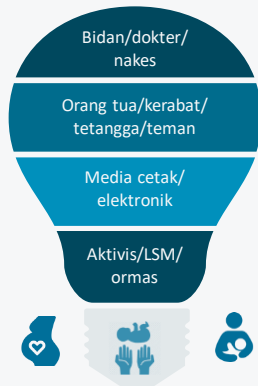 Bidan/dokter/
nakes
Orang tua/kerabat/
tetangga/teman
Media cetak/
elektronik
Aktivis/LSM/
ormas